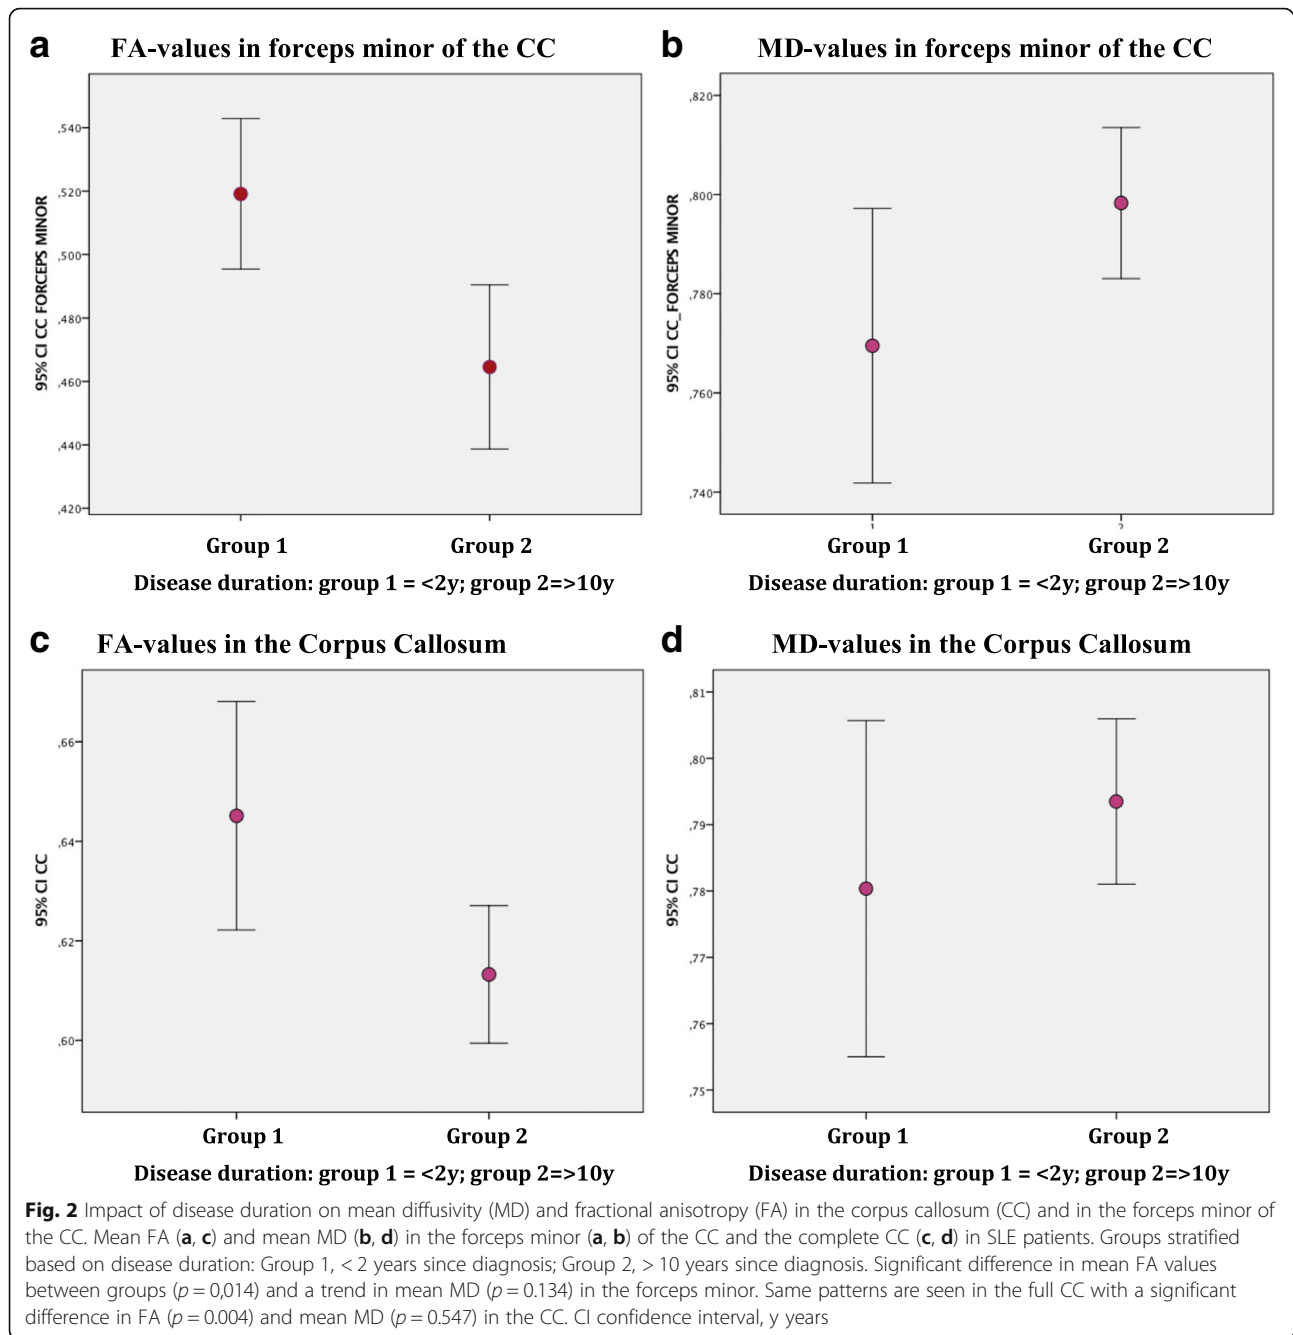 a FA-values in forceps minor of the CC
95% CI CC FORCEPS MINOR
,540
,520
,500
,480
,460
,440
,420
Group 1 Group 2
Disease duration: group 1 = <2y; group 2=>10y
b MD-values in forceps minor of the CC
95% CI CC_FORCEPS MINOR
,820
,800
,780
,760
,740
1 2
Group 1 Group 2
Disease duration: group 1 = <2y; group 2=>10y
c FA-values in the Corpus Callosum
95% CI CC
,66
,64
,62
,60
Group 1 Group 2
Disease duration: group 1 = <2y; group 2=>10y
d MD-values in the Corpus Callosum
95% CI CC
,81
,80
,79
,78
,77
,76
,75
Group 1 Group 2
Disease duration: group 1 = <2y; group 2=>10y
Fig. 2 Impact of disease duration on mean diffusivity (MD) and fractional anisotropy (FA) in the corpus callosum (CC) and in the forceps minor of
the CC. Mean FA (a, c) and mean MD (b, d) in the forceps minor (a, b) of the CC and the complete CC (c, d) in SLE patients. Groups stratified
based on disease duration: Group 1, < 2 years since diagnosis; Group 2, > 10 years since diagnosis. Significant difference in mean FA values
between groups (p = 0,014) and a trend in mean MD (p = 0.134) in the forceps minor. Same patterns are seen in the full CC with a significant
difference in FA (p = 0.004) and mean MD (p = 0.547) in the CC. CI confidence interval, y years